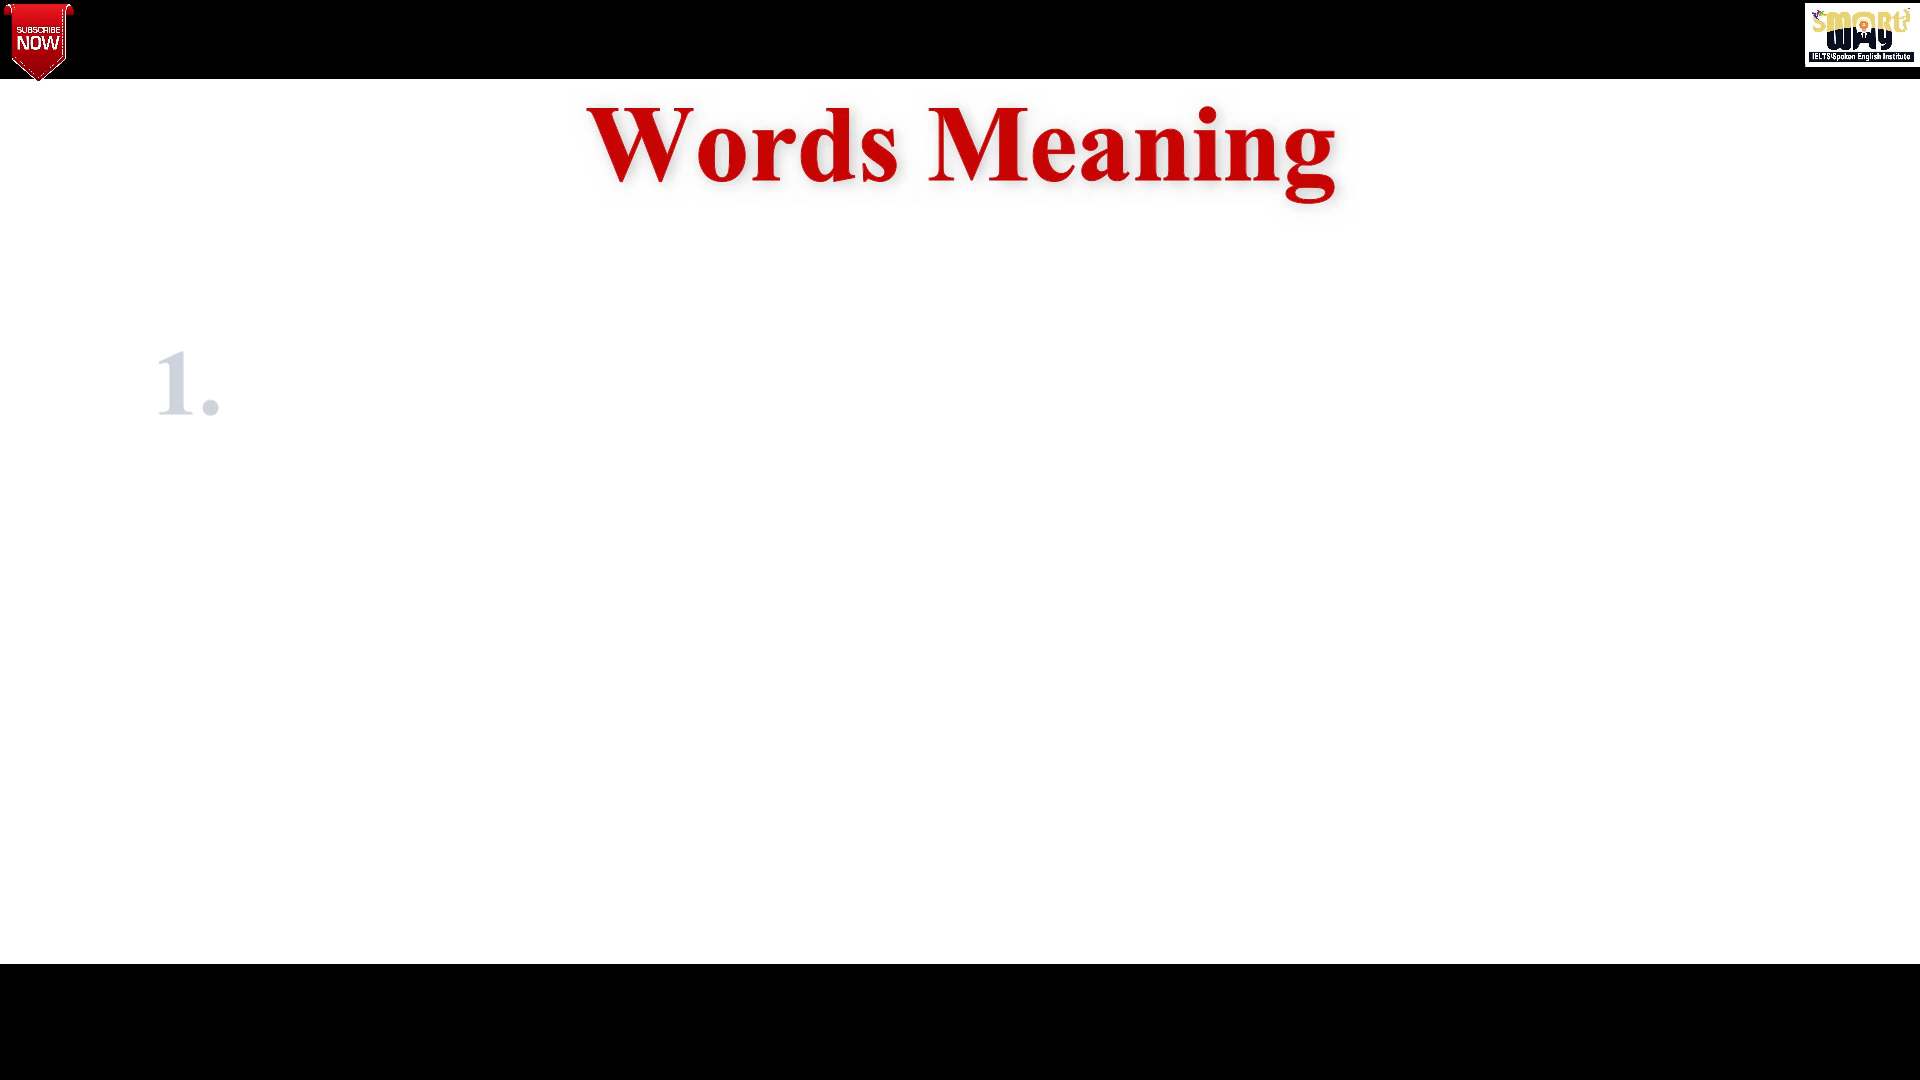 SUBSCRIBE
NOW
SMART
WAY
IELTS\Spoken English Institute
Words Meaning
1.